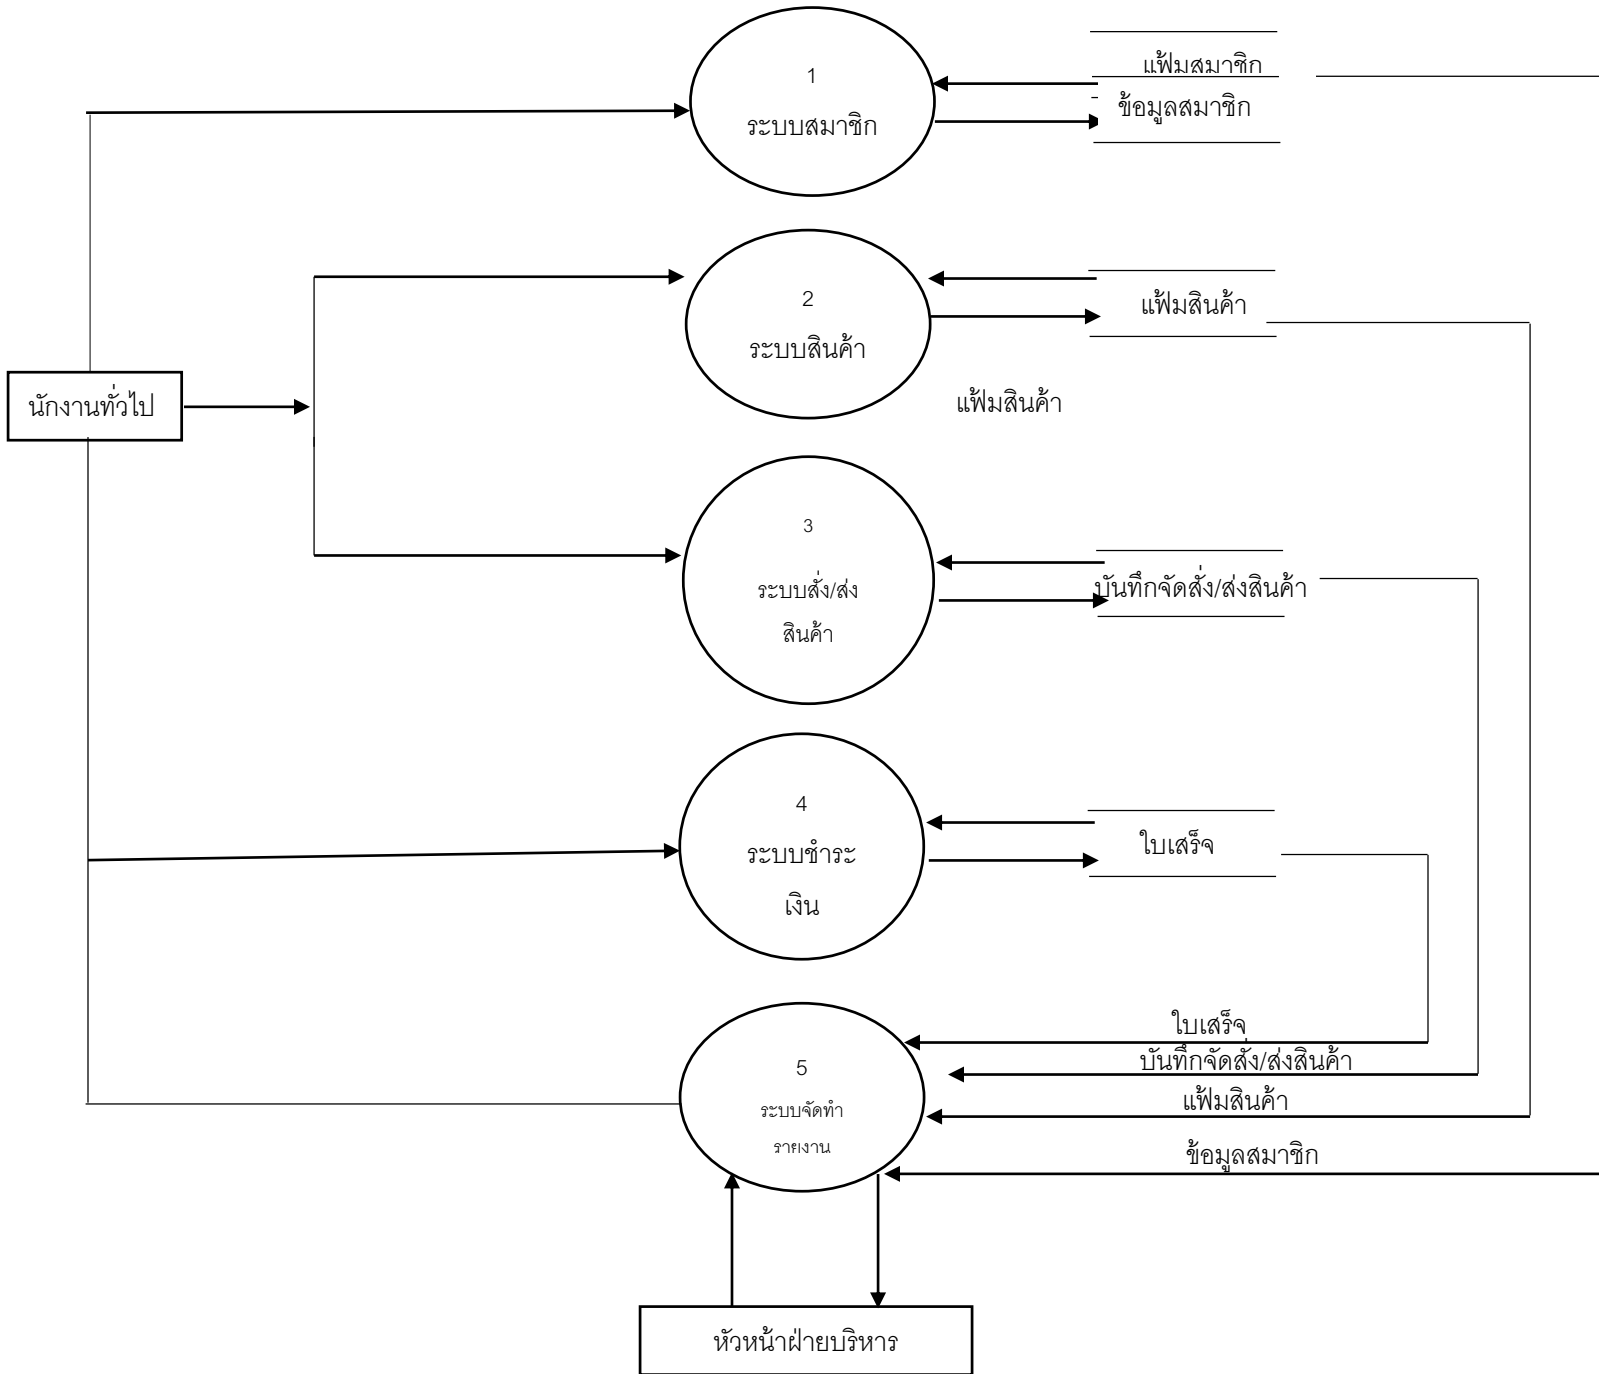 1
ระบบสมาชิก
แฟ้มสมาชิก
ข้อมูลสมาชิก
2
ระบบสินค้า
แฟ้มสินค้า
นักงานทั่วไป
แฟ้มสินค้า
3
ระบบสั่ง/ส่ง
สินค้า
บันทึกจัดสั่ง/ส่งสินค้า
4
ระบบชำระ
เงิน
ใบเสร็จ
5
ระบบจัดทำ
รายงาน
ใบเสร็จ
บันทึกจัดสั่ง/ส่งสินค้า
แฟ้มสินค้า
ข้อมูลสมาชิก
หัวหน้าฝ่ายบริหาร